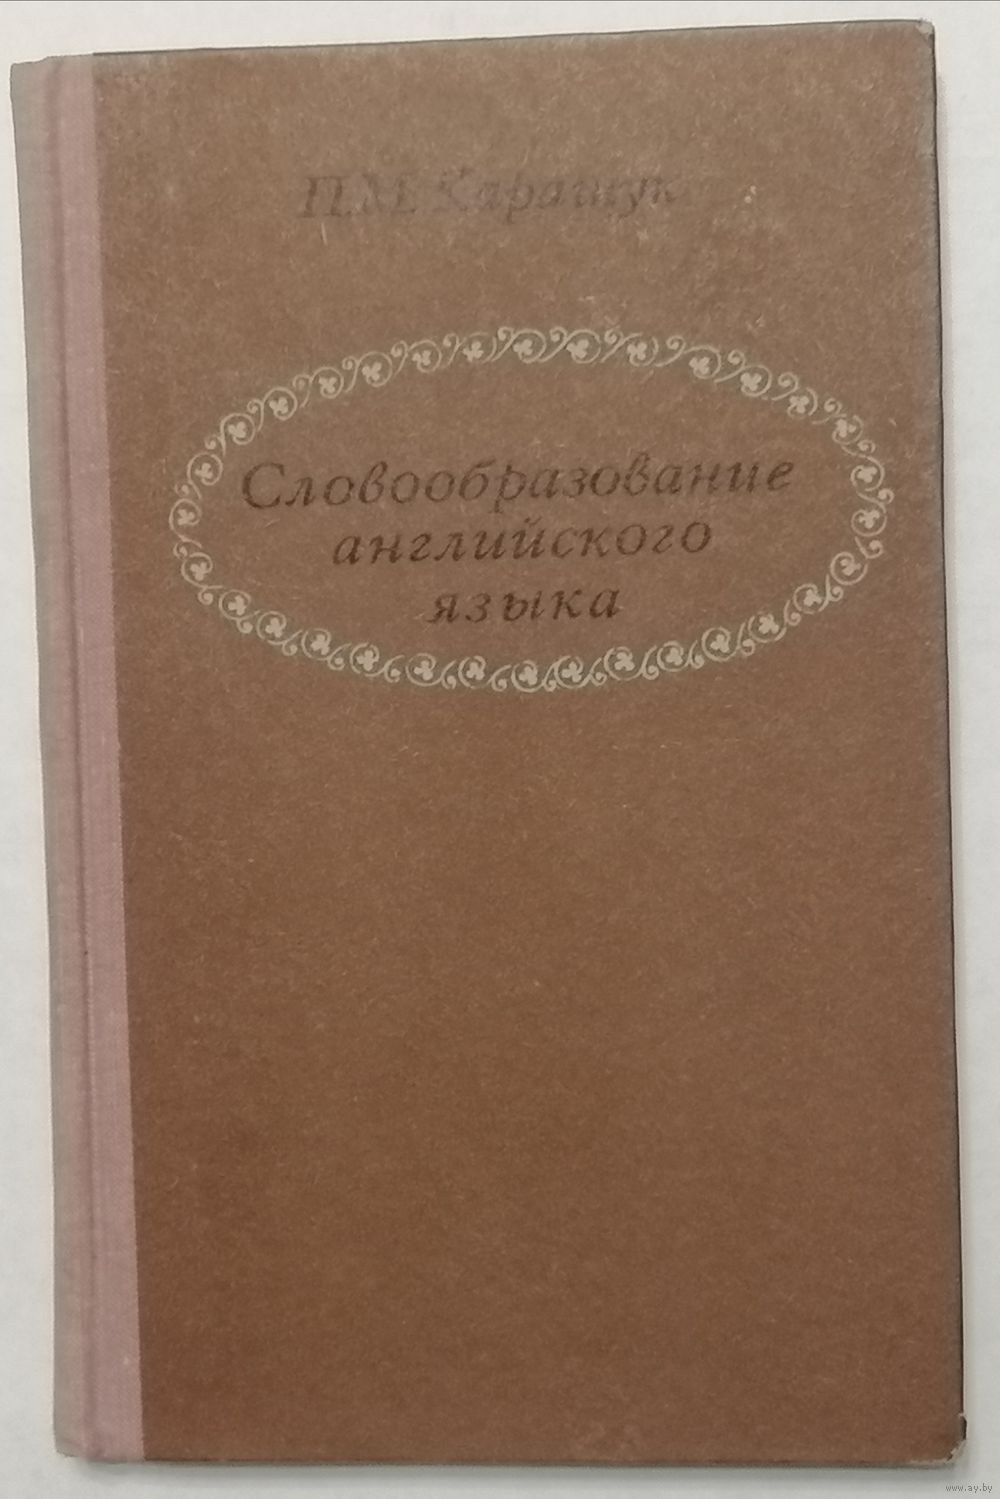 П.М. Каращук
Словообразование
английского
языка
www.ay.by